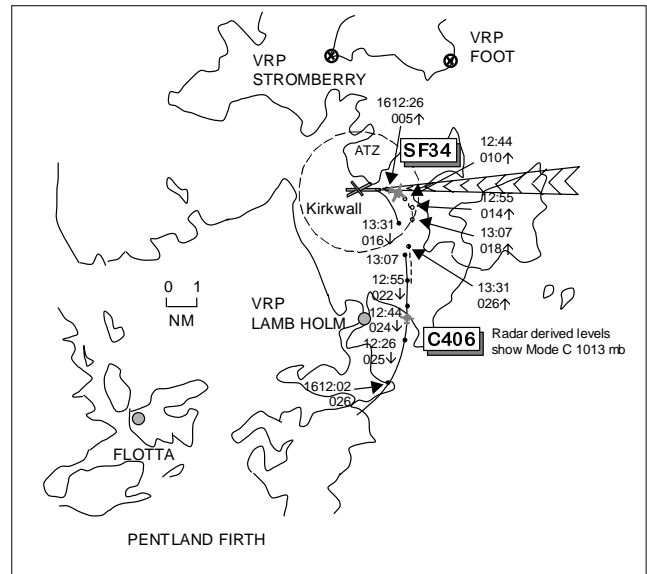 VRP
FOOT
VRP
STROMBERRY
1612:26
005↑
ATZ
SF34
12:44
010↑
12:55
014↑
Kirkwall
13:07
018↑
13:31
016↓
13:07
13:31
026↑
12:55
022↓
0 1
NM
VRP
LAMB HOLM
12:44
024↓
C406
Radar derived levels
show Mode C 1013 mb
12:26
025↓
1612:02
026
FLOTTA
PENTLAND FIRTH